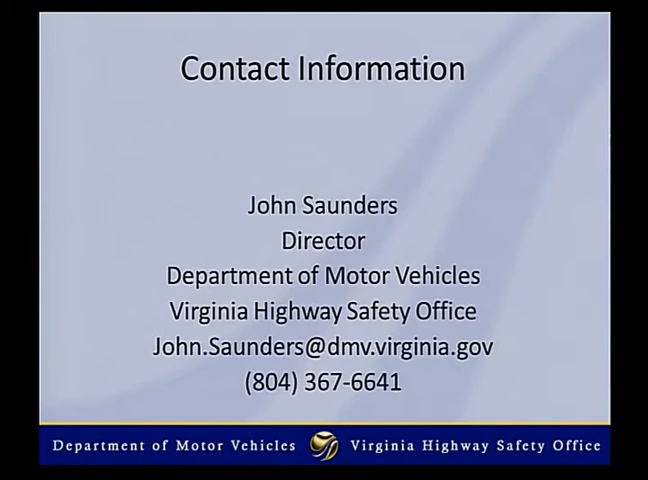 Contact Information
John Saunders
Director
Department of Motor Vehicles
Virginia Highway Safety Office
John.Saunders@dmv.virginia.gov
(804) 367-6641
Department of Motor Vehicles Virginia Highway Safety Office